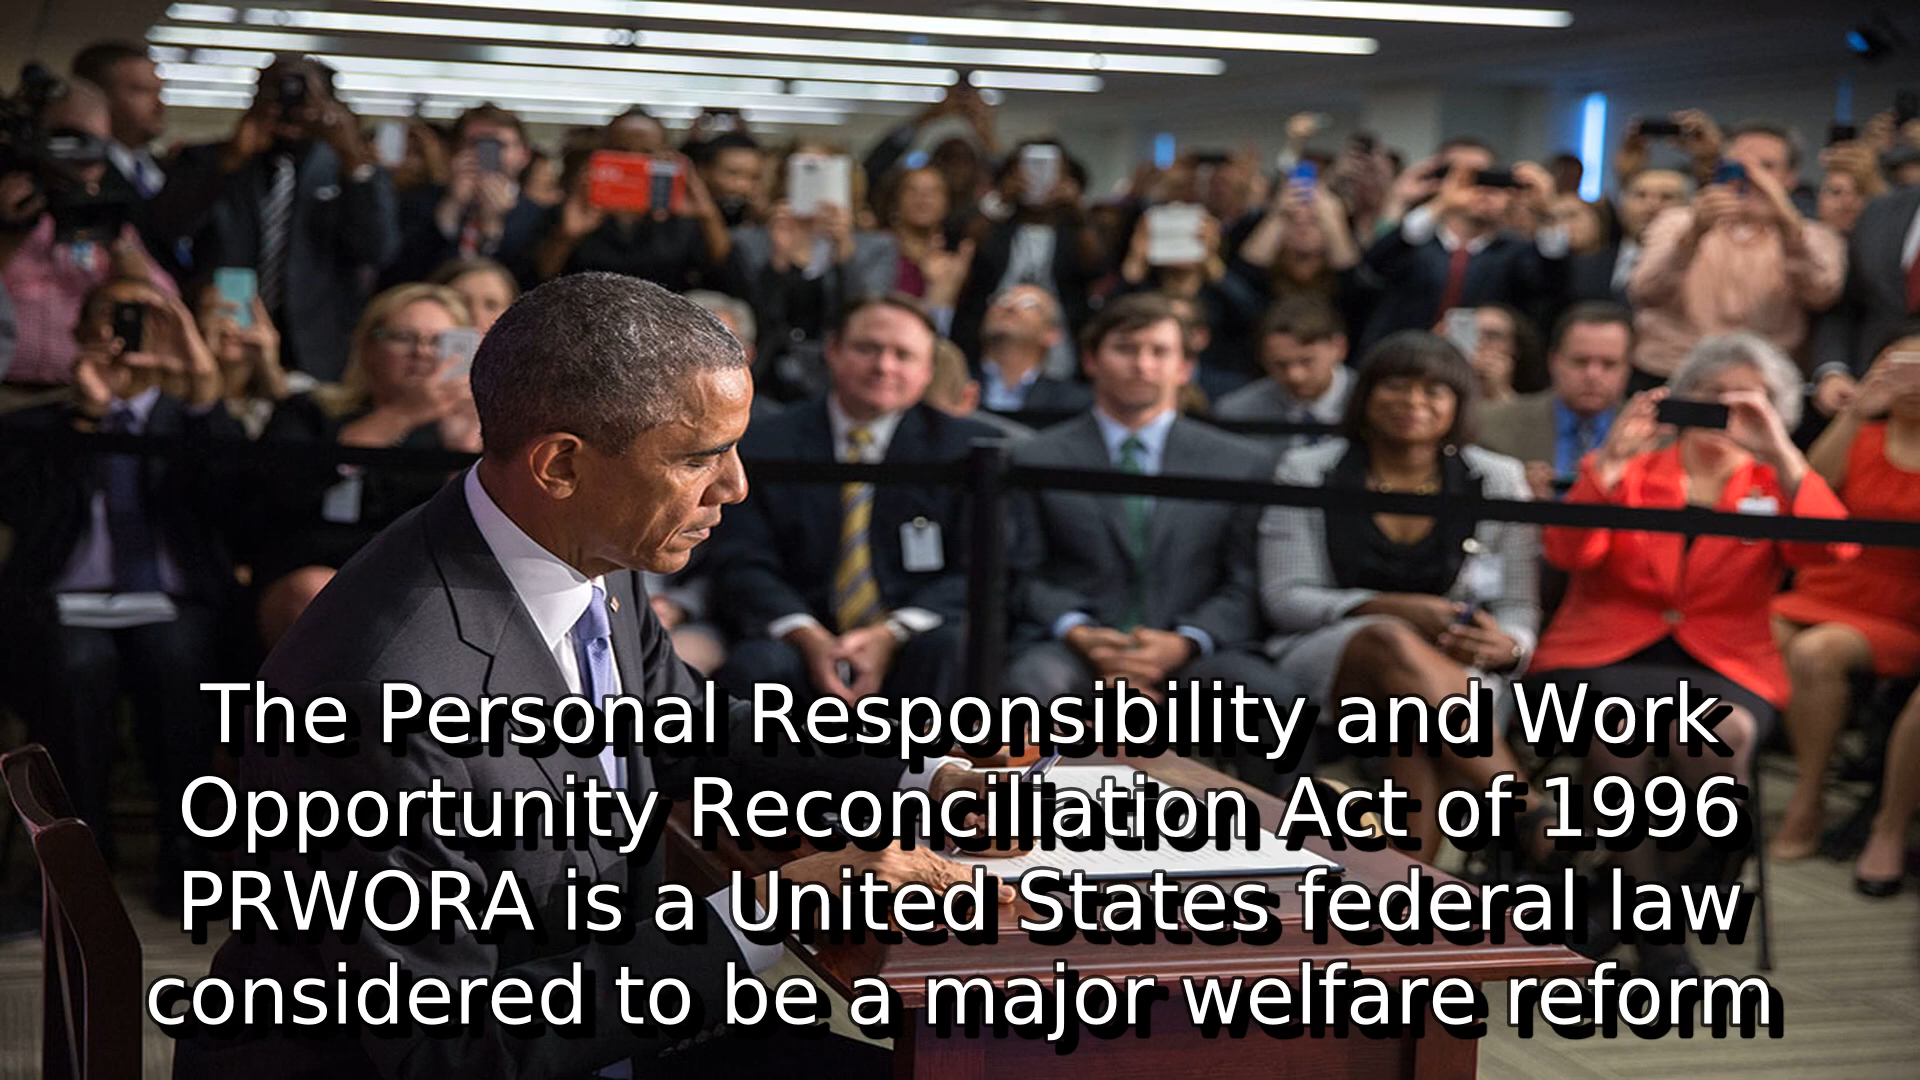 The Personal Responsibility and Work
Opportunity Reconciliation Act of 1996
PRWORA is a United States federal law
considered to be a major welfare reform